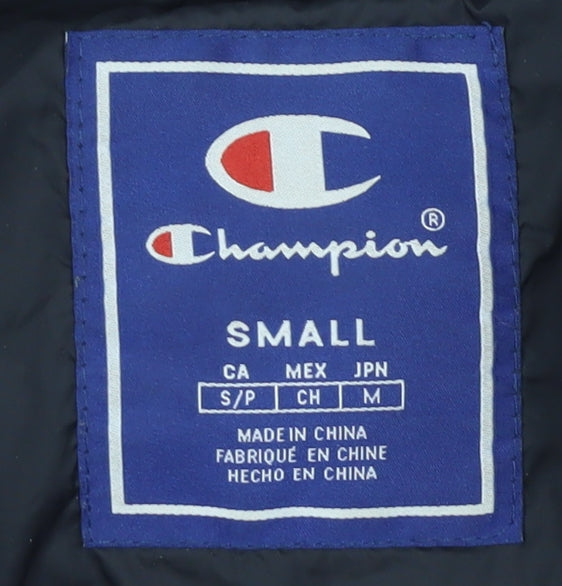 Champion®
SMALL
CA MEX JPN
S/P CH M
MADE IN CHINA
FABRIQUÉ EN CHINE
HECHO EN CHINA